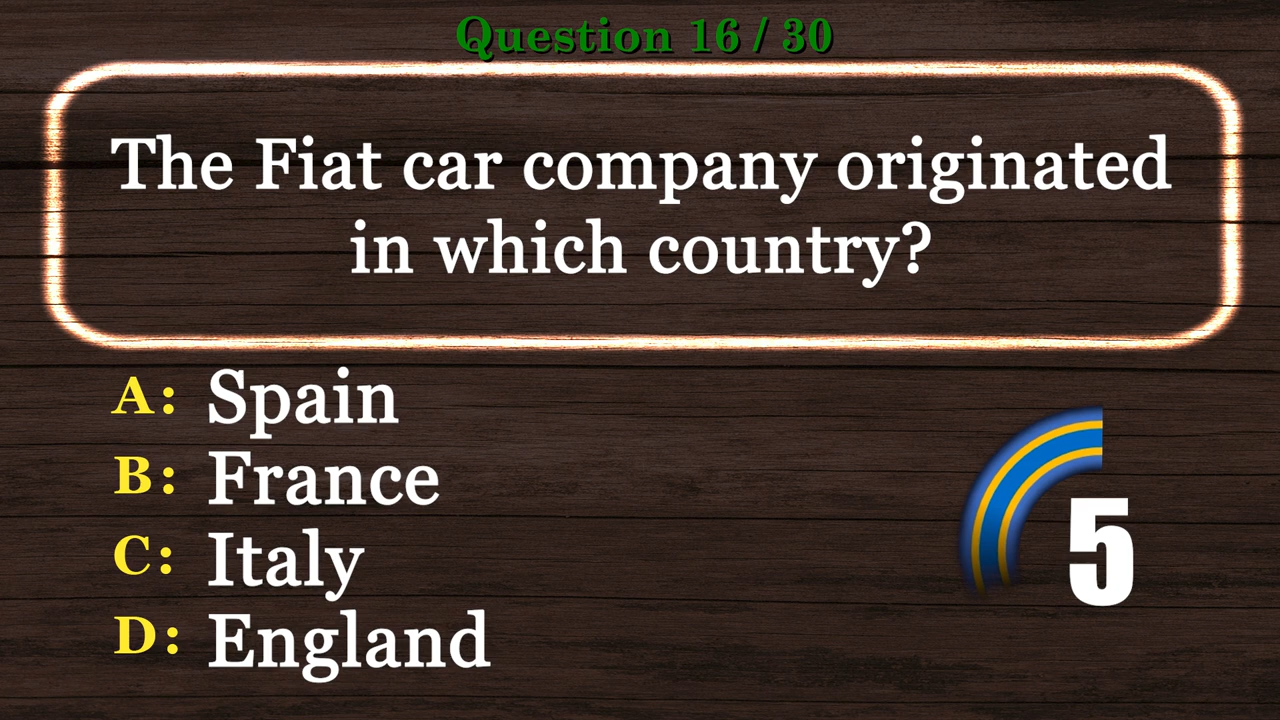 Question 16 / 30
The Fiat car company originated
in which country?
A: Spain
B: France
C: Italy
D: England
5